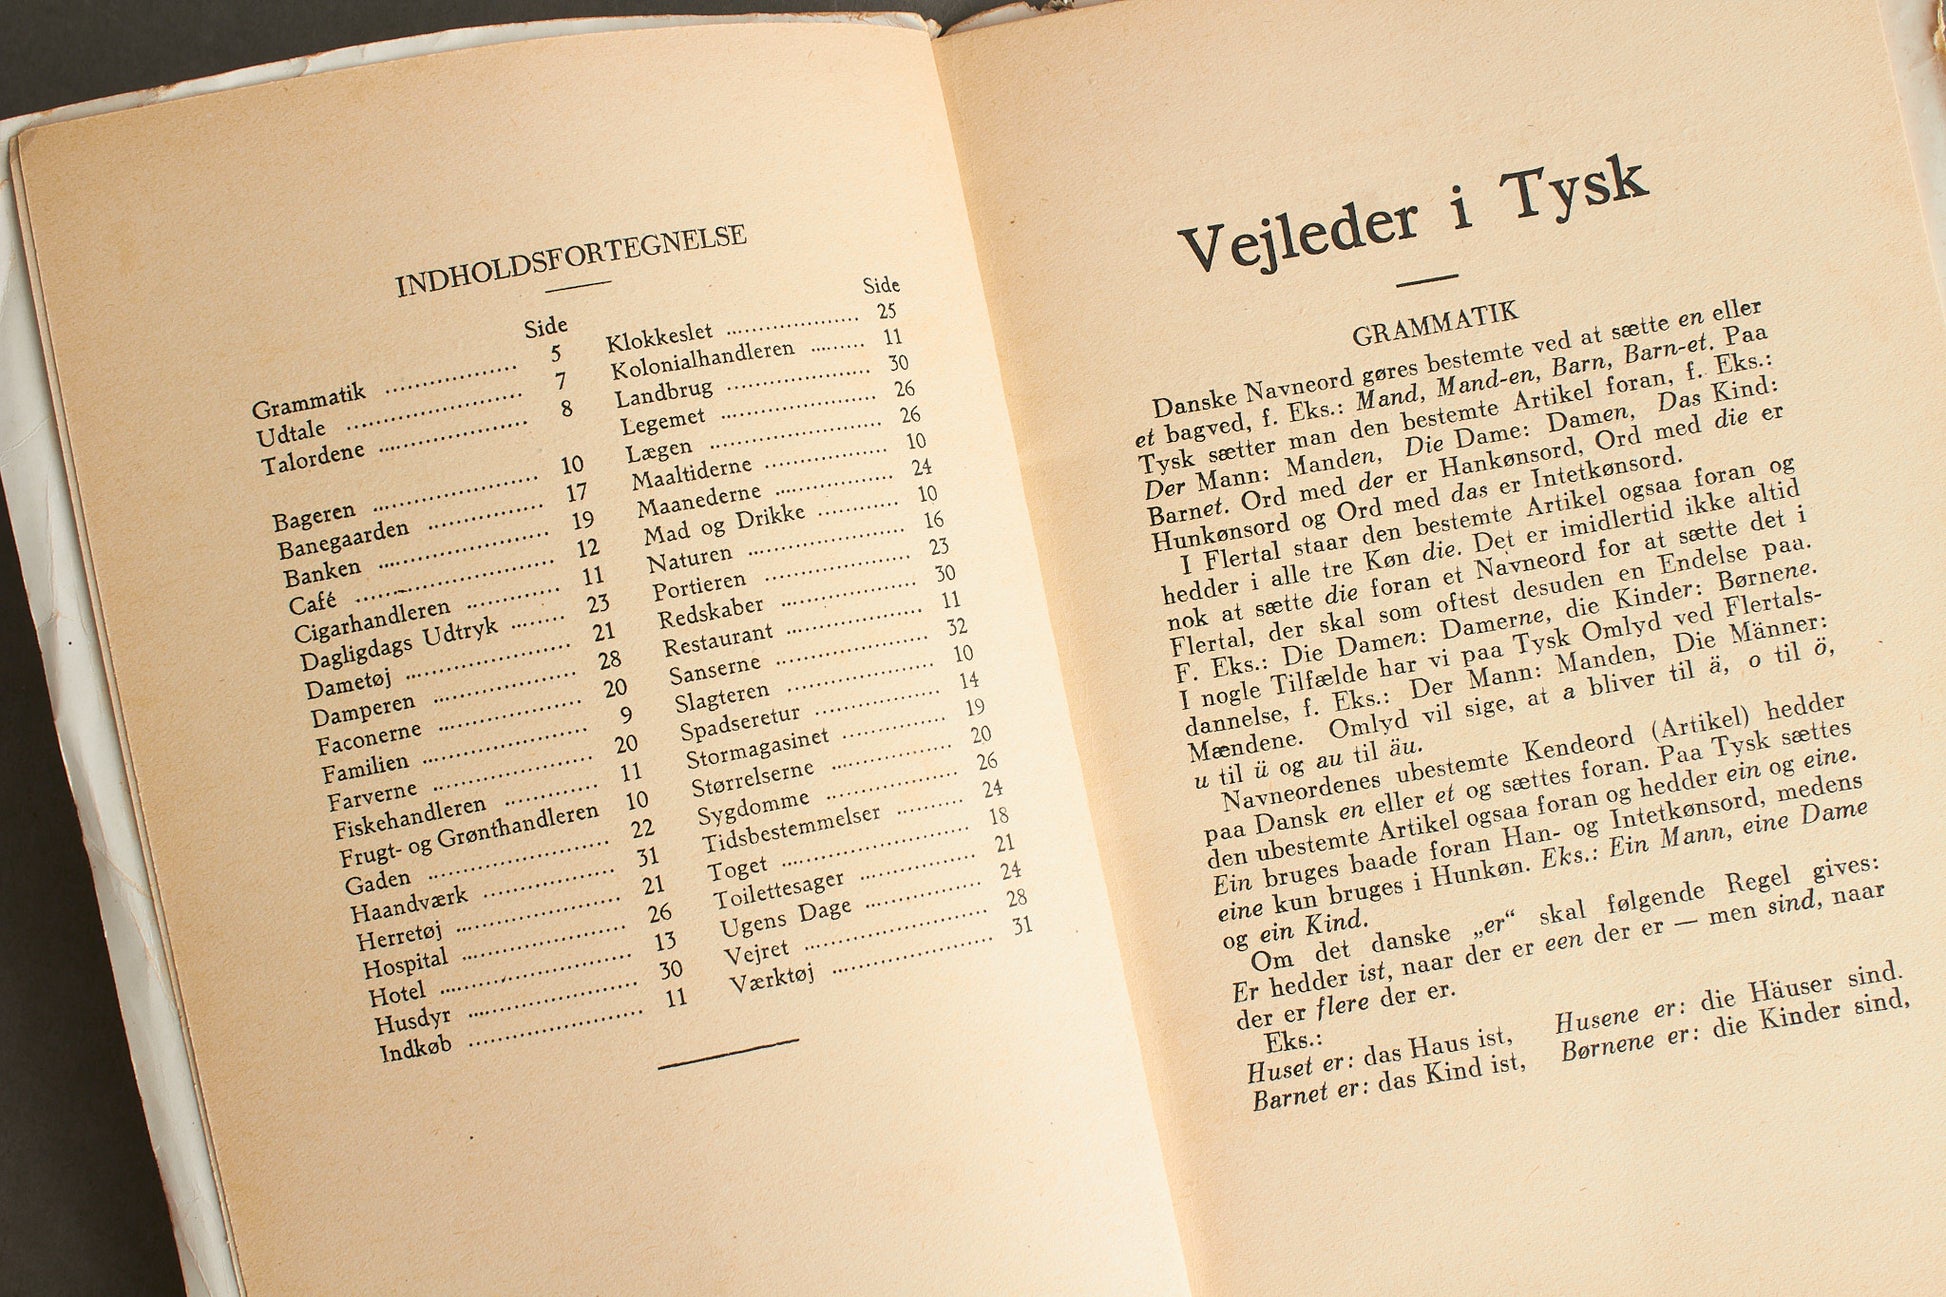 INDHOLDSFORTEGNELSE
Side
Grammatik .................... 5
Udtale .................... 7
Talordene .................... 8
Bageren .................... 10
Banegaarden .................... 17
Banken .................... 19
Café .................... 12
Cigarhandleren .................... 11
Dagligdags Udtryk ......... 23
Dametøj .................... 21
Damperen .................... 28
Faconerne .................... 20
Familien .................... 9
Farverne .................... 20
Fiskehandleren .................... 11
Frugt- og Grønthandleren 10
Gaden .................... 22
Haandværk .................... 31
Herretøj .................... 21
Hospital .................... 26
Hotel .................... 13
Husdyr .................... 30
Indkøb .................... 11
Side
Klokkeslet .................... 25
Kolonialhandleren ......... 11
Landbrug .................... 30
Legemet .................... 26
Lægen .................... 26
Maaltiderne .................... 10
Maanederne .................... 24
Mad og Drikke .............. 10
Naturen .................... 16
Portieren .................... 23
Redskaber .................... 30
Restaurant .................... 11
Sanserne .................... 32
Slagteren .................... 10
Spadseretur .................... 14
Stormagasinet .............. 19
Størrelserne .................... 20
Sygdomme .................... 26
Tidsbestemmelser .......... 24
Toget .................... 18
Toilettesager .................... 21
Ugens Dage .................... 24
Vejret .................... 28
Værktøj .................... 31
Vejleder i Tysk
GRAMMATIK
Danske Navneord gøres bestemte ved at sætte en eller
et bagved, f. Eks.: Mand, Mand-en, Barn, Barn-et. Paa
Tysk sætter man den bestemte Artikel foran, f. Eks.:
Der Mann: Manden, Die Dame: Damen, Das Kind:
Barnet. Ord med der er Hankønsord, Ord med die er
Hunkønsord og Ord med das er Intetkønsord.
I Flertal staar den bestemte Artikel ogsaa foran og
hedder i alle tre Køn die. Det er imidlertid ikke altid
nok at sætte die foran et Navneord for at sætte det i
Flertal, der skal som oftest desuden en Endelse paa.
F. Eks.: Die Damen: Damerne, die Kinder: Børnene.
I nogle Tilfælde har vi paa Tysk Omlyd ved Flertals-
dannelse, f. Eks.: Der Mann: Manden, Die Männer:
Mændene. Omlyd vil sige, at a bliver til ä, o til ö,
u til ü og au til äu.
Navneordenes ubestemte Kendeord (Artikel) hedder
paa Dansk en eller et og sættes foran. Paa Tysk sættes
den ubestemte Artikel ogsaa foran og hedder ein og eine.
Ein bruges baade foran Han- og Intetkønsord, medens
eine kun bruges i Hunkøn. Eks.: Ein Mann, eine Dame
og ein Kind.
Om det danske „er“ skal følgende Regel gives:
Er hedder ist, naar der er een der er — men sind, naar
der er flere der er.
Eks.:
Huset er: das Haus ist, Husene er: die Häuser sind.
Barnet er: das Kind ist, Børnene er: die Kinder sind,